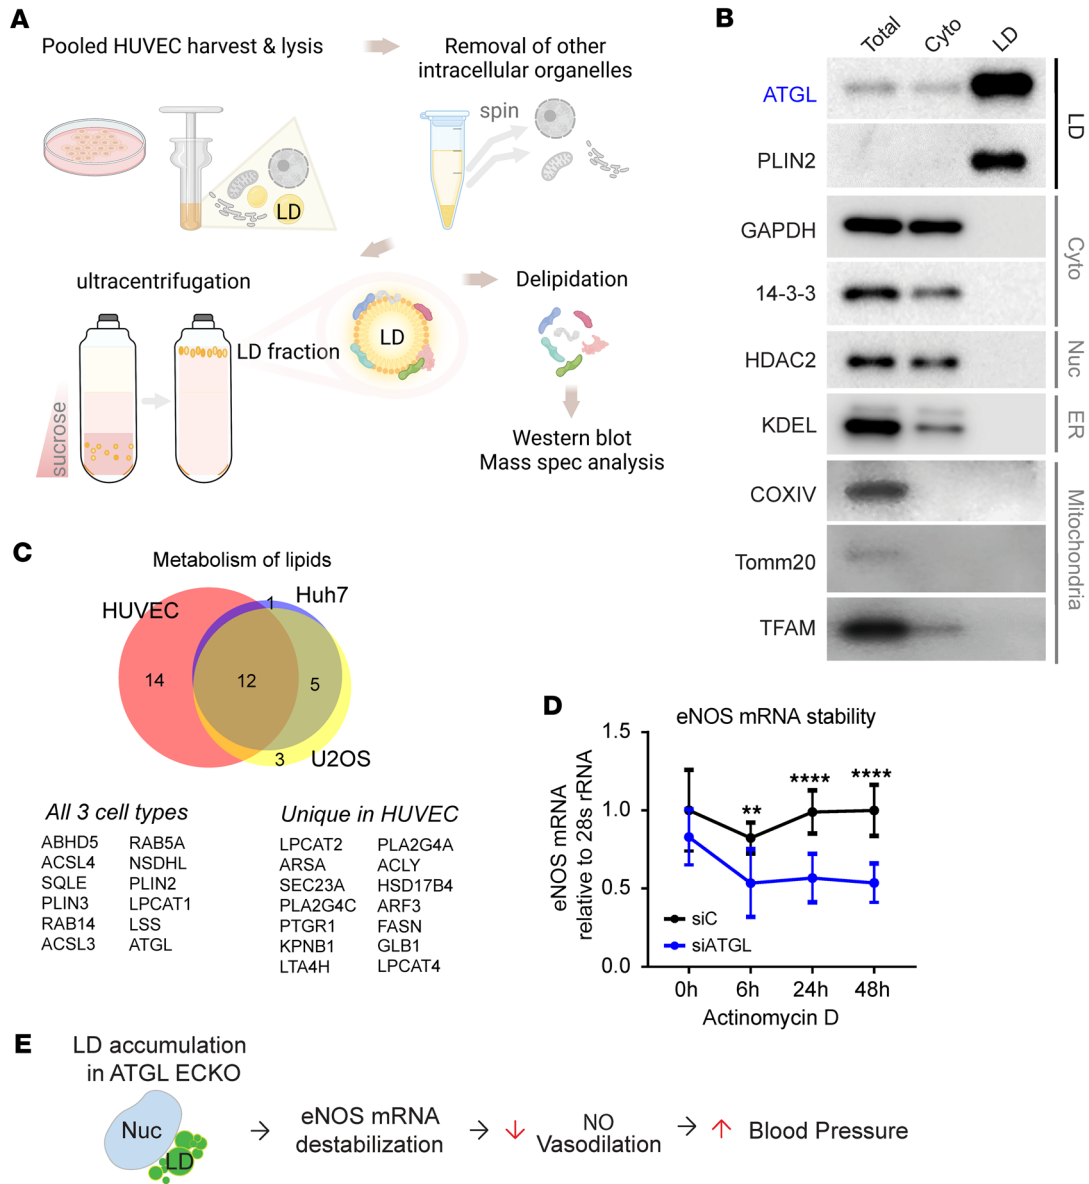 A
Pooled HUVEC harvest & lysis
Removal of other
intracellular organelles
spin
LD
ultracentrifugation
Delipidation
LD fraction
LD
sucrose
Western blot
Mass spec analysis
B
Total
Cyto
LD
ATGL
PLIN2
LD
GAPDH
14-3-3
Cyto
HDAC2
Nuc
KDEL
ER
COXIV
Tomm20
TFAM
Mitochondria
C
Metabolism of lipids
HUVEC
1
Huh7
14
12
5
3
U2OS
All 3 cell types
ABHD5 RAB5A
ACSL4 NSDHL
SQLE PLIN2
PLIN3 LPCAT1
RAB14 LSS
ACSL3 ATGL
Unique in HUVEC
LPCAT2 PLA2G4A
ARSA ACLY
SEC23A HSD17B4
PLA2G4C ARF3
PTGR1 FASN
KPNB1 GLB1
LTA4H LPCAT4
D
eNOS mRNA stability
eNOS mRNA
relative to 28s rRNA
1.5
1.0
0.5
0.0
**
****
****
siC
siATGL
0h 6h 24h 48h
Actinomycin D
E
LD accumulation
in ATGL ECKO
Nuc
LD
eNOS mRNA
destabilization
NO
Vasodilation
Blood Pressure